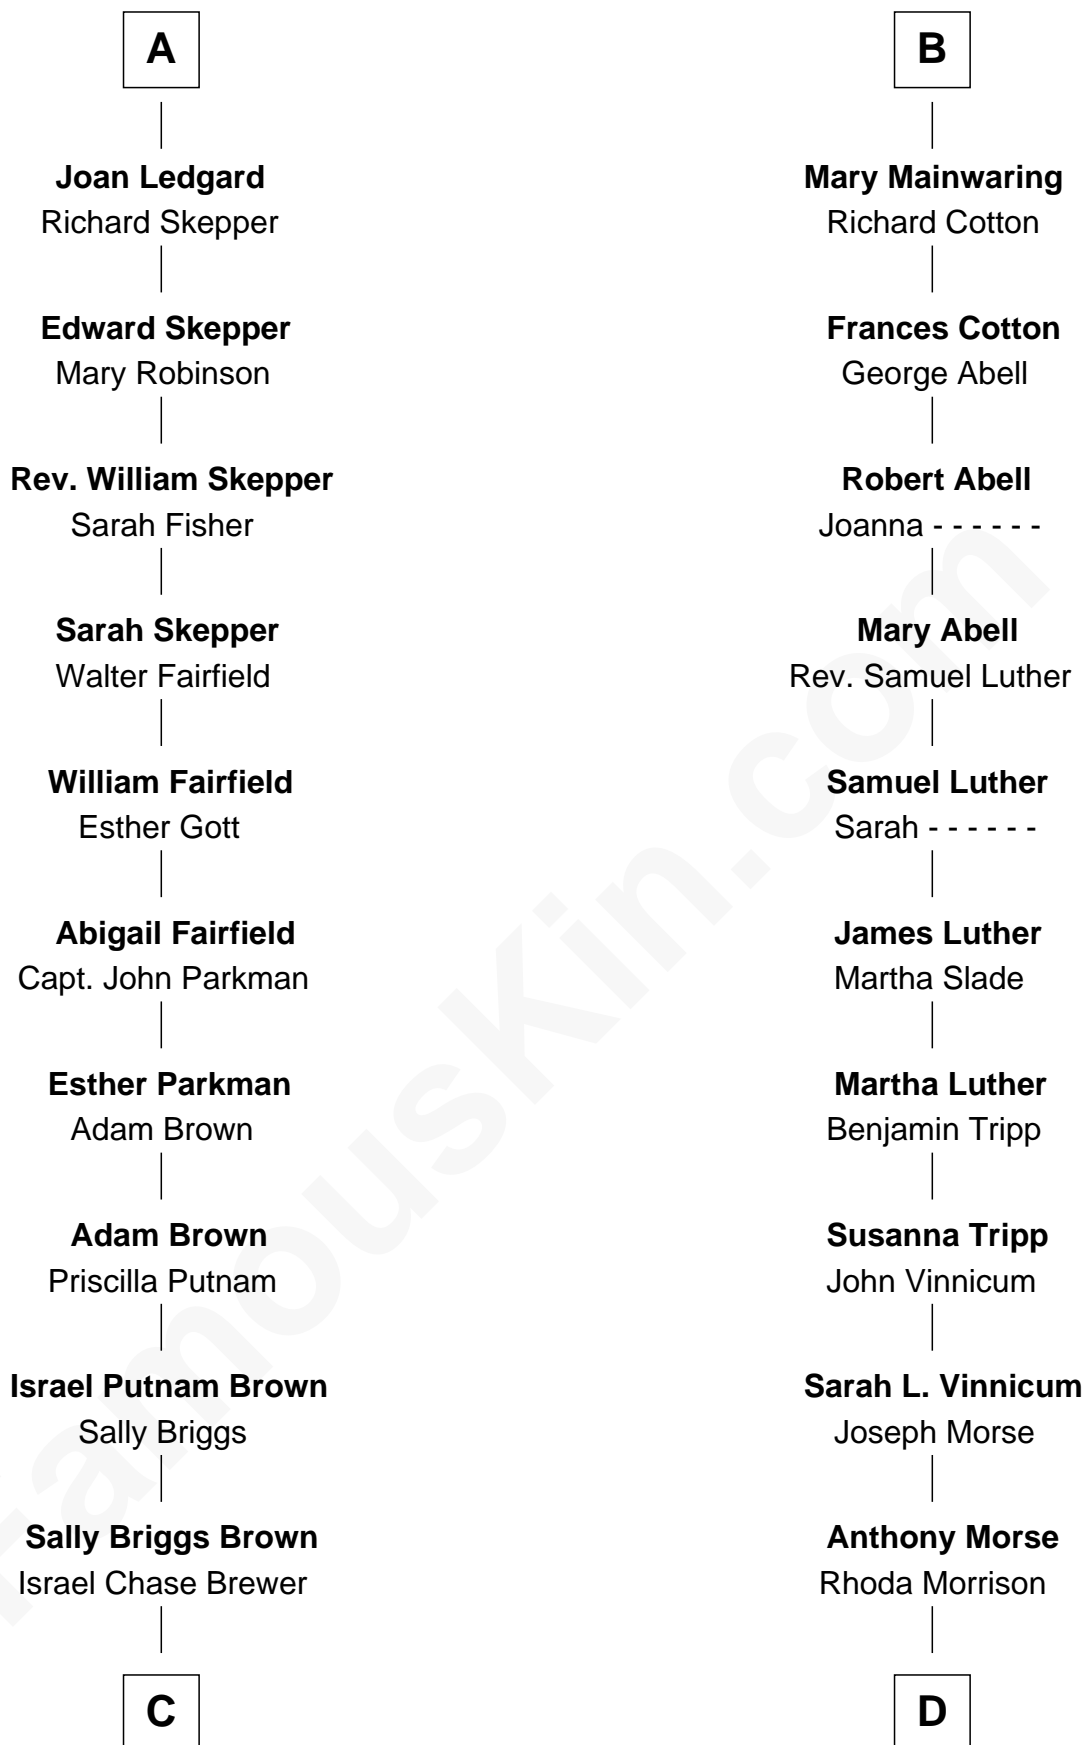 A
Joan Ledgard
Richard Skepper
Edward Skepper
Mary Robinson
Rev. William Skepper
Sarah Fisher
Sarah Skepper
Walter Fairfield
William Fairfield
Esther Gott
Abigail Fairfield
Capt. John Parkman
Esther Parkman
Adam Brown
Adam Brown
Priscilla Putnam
Israel Putnam Brown
Sally Briggs
Sally Briggs Brown
Israel Chase Brewer
C
B
Mary Mainwaring
Richard Cotton
Frances Cotton
George Abell
Robert Abell
Joanna - - - - - -
Mary Abell
Rev. Samuel Luther
Samuel Luther
Sarah - - - - - -
James Luther
Martha Slade
Martha Luther
Benjamin Tripp
Susanna Tripp
John Vinnicum
Sarah L. Vinnicum
Joseph Morse
Anthony Morse
Rhoda Morrison
D
FamousKin.com